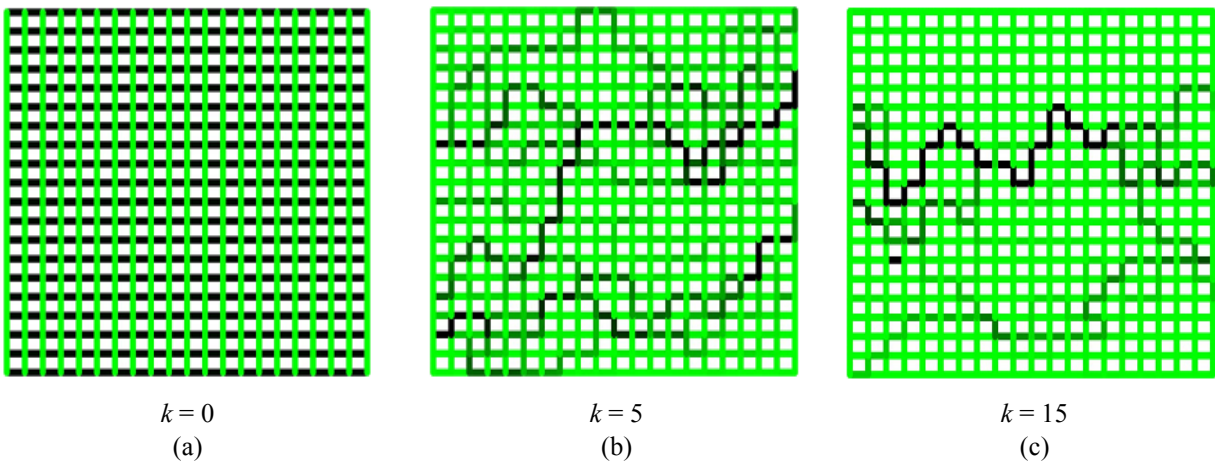 k = 0
(a)
k = 5
(b)
k = 15
(c)